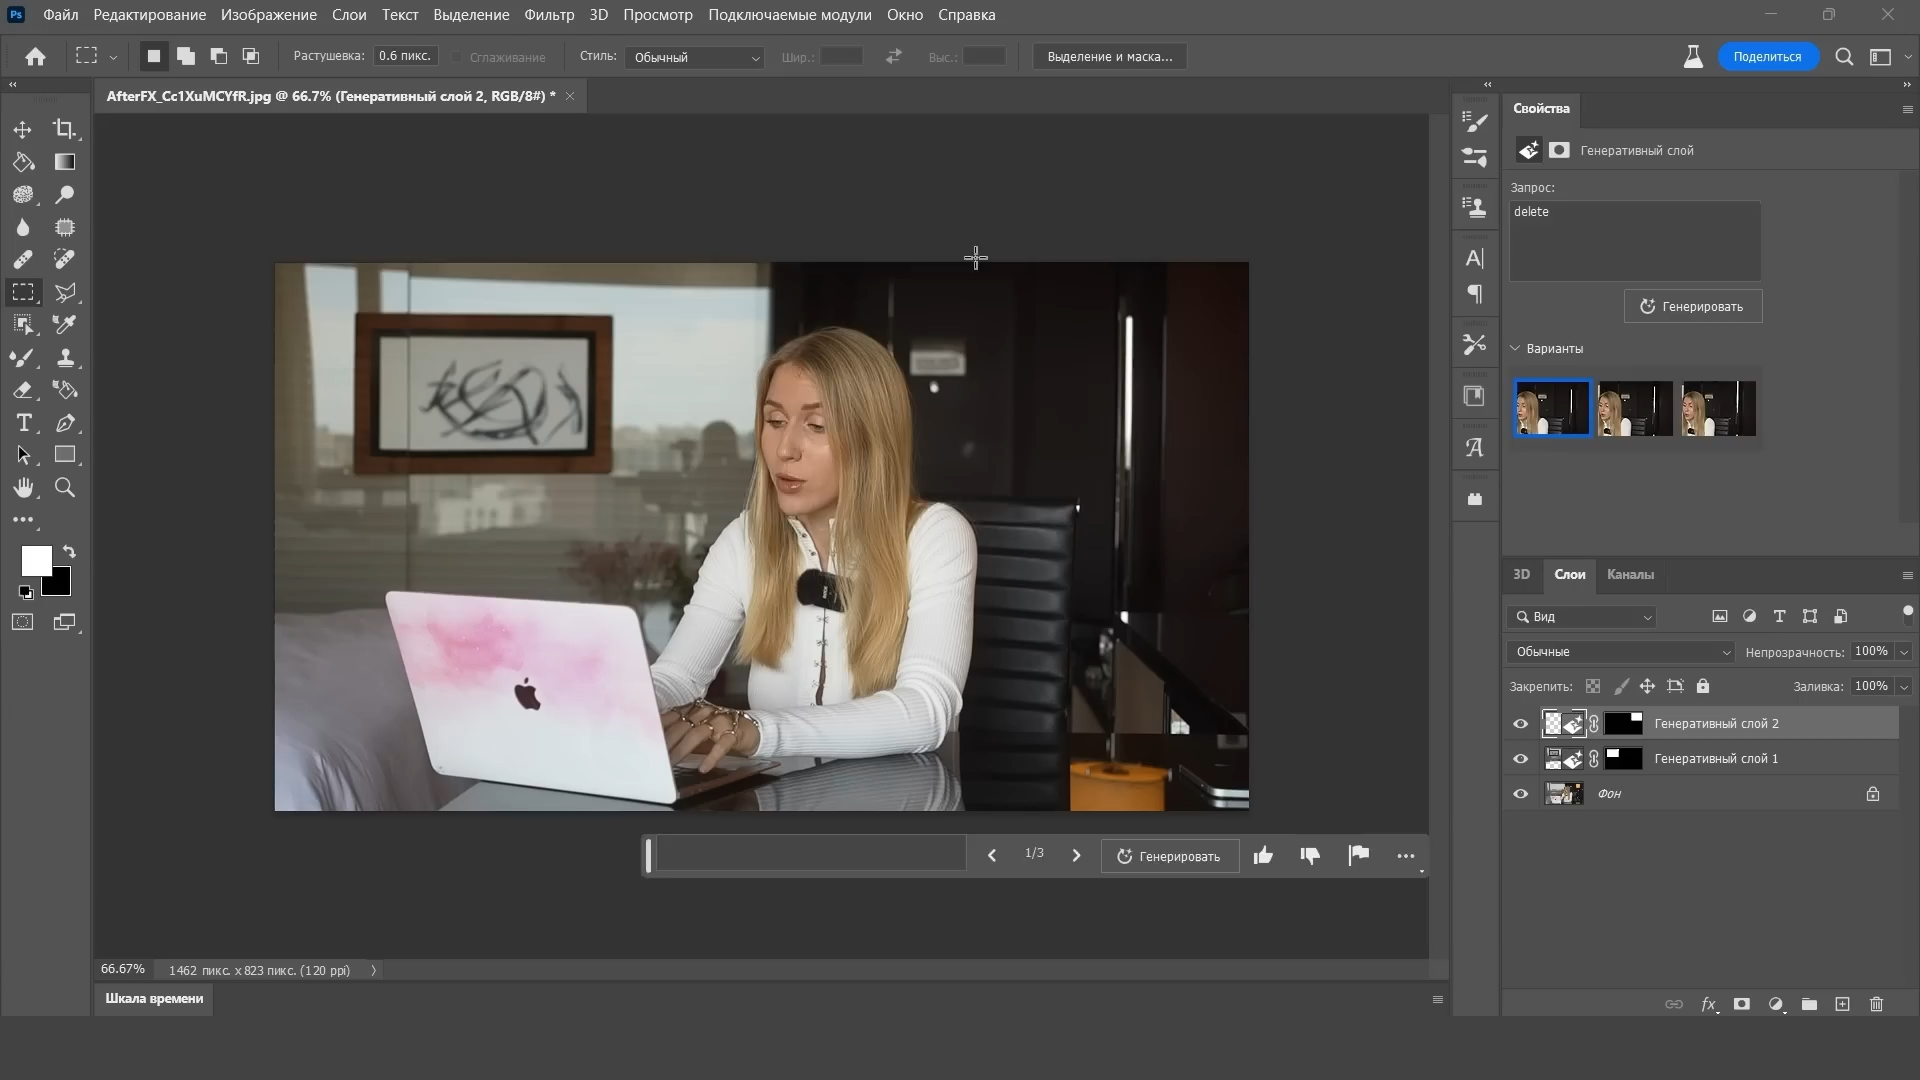 Ps Файл Редактирование Изображение Слои Текст Выделение Фильтр 3D Просмотр Подключаемые модули Окно Справка
Растушевка: 0.6 пикс. Сглаживание Стиль: Обычный Шир.: Выс.: Выделение и маска... Поделиться
AfterFX_Cc1XuMCYfR.jpg @ 66.7% (Генеративный слой 2, RGB/8#) *
Свойства
Генеративный слой
Запрос:
delete
Генерировать
Варианты
3D Слои Каналы
Вид
Обычные Непрозрачность: 100%
Закрепить: Заливка: 100%
Генеративный слой 2
Генеративный слой 1
Фон
1/3 Генерировать
66.67% 1462 пикс. x 823 пикс. (120 ppi)
Шкала времени
fx